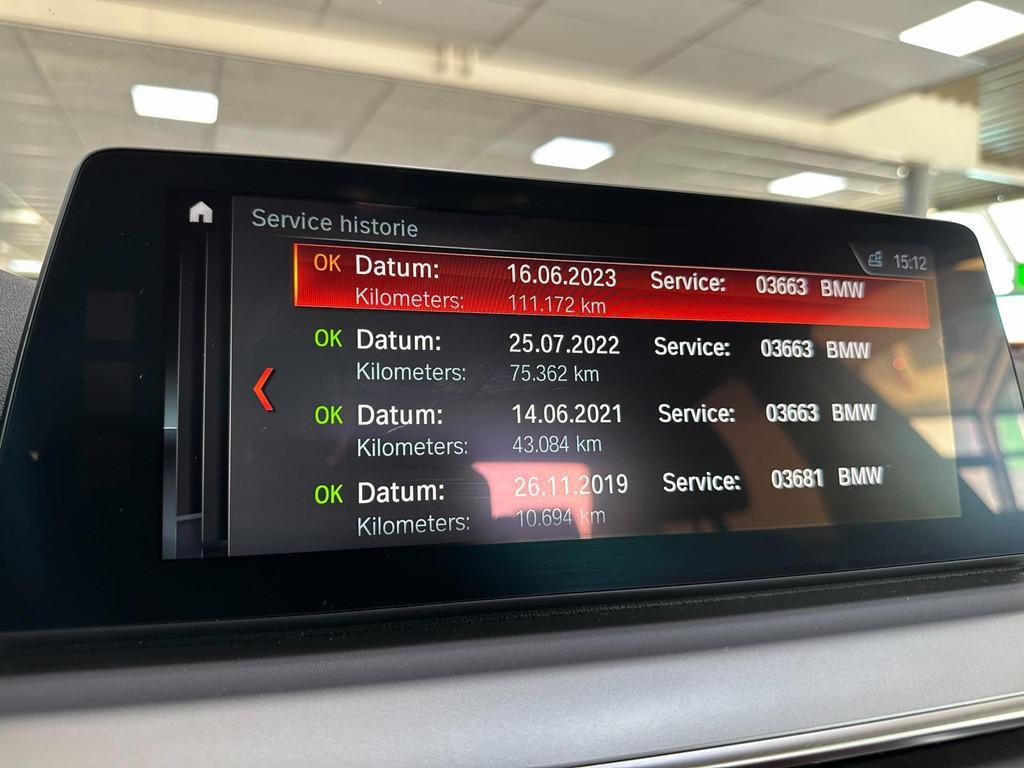 Service historie
15:12
OK Datum: 16.06.2023 Service: 03663 BMW
Kilometers: 111.172 km
OK Datum: 25.07.2022 Service: 03663 BMW
Kilometers: 75.362 km
OK Datum: 14.06.2021 Service: 03663 BMW
Kilometers: 43.084 km
OK Datum: 26.11.2019 Service: 03681 BMW
Kilometers: 10.694 km